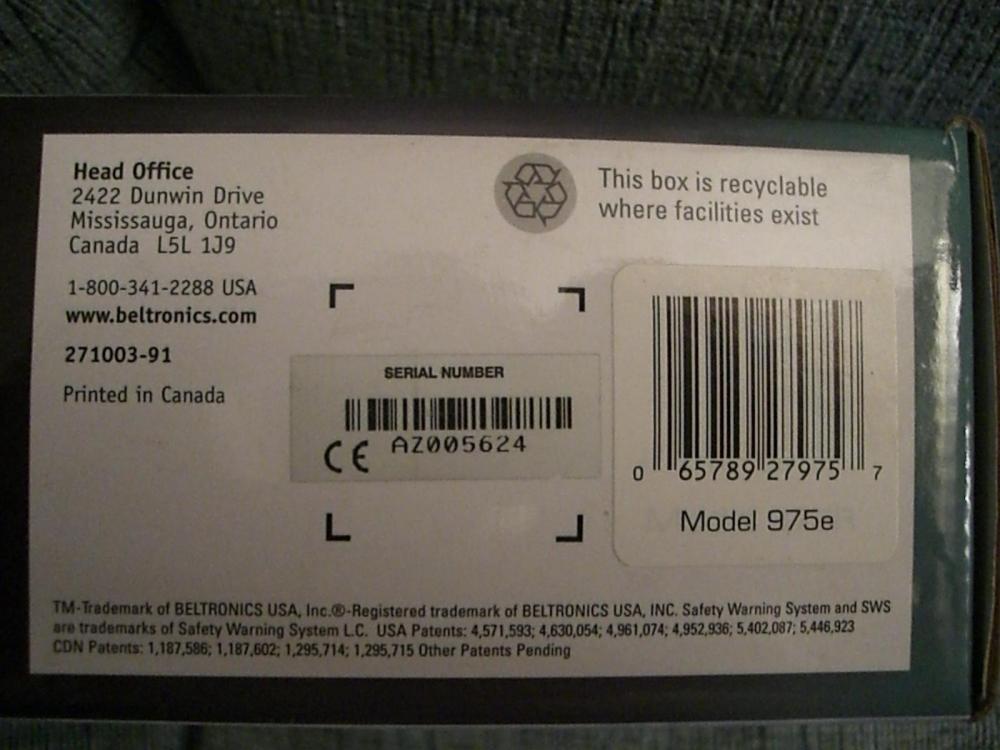 Head Office
2422 Dunwin Drive
Mississauga, Ontario
Canada L5L 1J9
1-800-341-2288 USA
www.beltronics.com
271003-91
Printed in Canada
This box is recyclable
where facilities exist
SERIAL NUMBER
CE AZ005624
0 65789 27975 7
Model 975e
TM-Trademark of BELTRONICS USA, Inc.®-Registered trademark of BELTRONICS USA, INC. Safety Warning System and SWS
are trademarks of Safety Warning System L.C. USA Patents: 4,571,593; 4,630,054; 4,961,074; 4,952,936; 5,402,087; 5,446,923
CDN Patents: 1,187,586; 1,187,602; 1,295,714; 1,295,715 Other Patents Pending